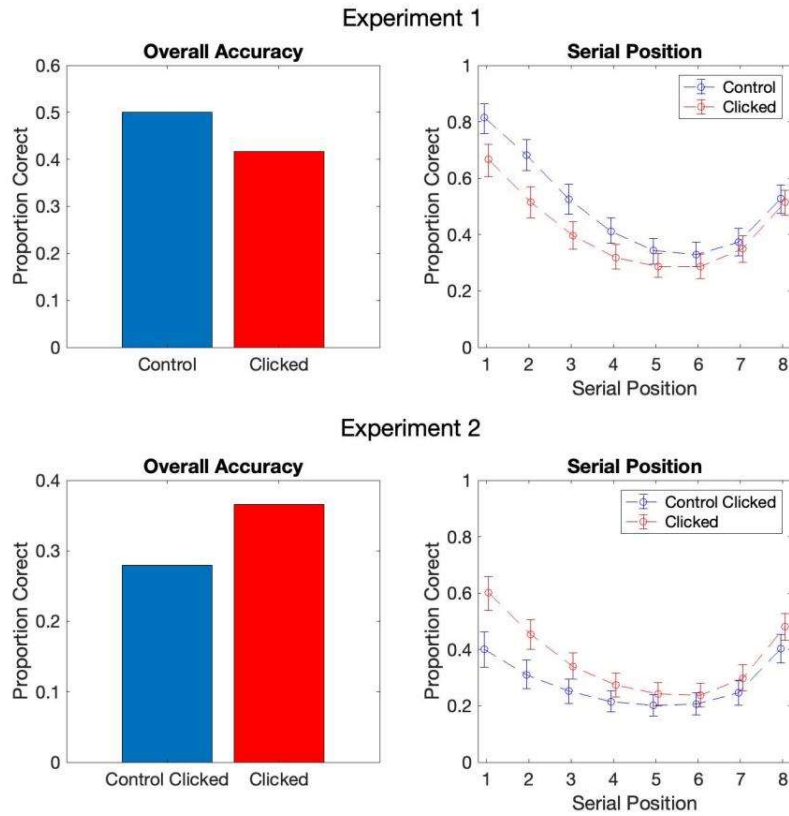 Experiment 1
Overall Accuracy
Proportion Corect
0.6
0.5
0.4
0.3
0.2
0.1
0
Control
Clicked
Serial Position
Proportion Corect
1
0.8
0.6
0.4
0.2
0
Control
Clicked
1 2 3 4 5 6 7 8
Serial Position
Experiment 2
Overall Accuracy
Proportion Corect
0.4
0.3
0.2
0.1
0
Control Clicked
Clicked
Serial Position
Proportion Corect
1
0.8
0.6
0.4
0.2
0
Control Clicked
Clicked
1 2 3 4 5 6 7 8
Serial Position